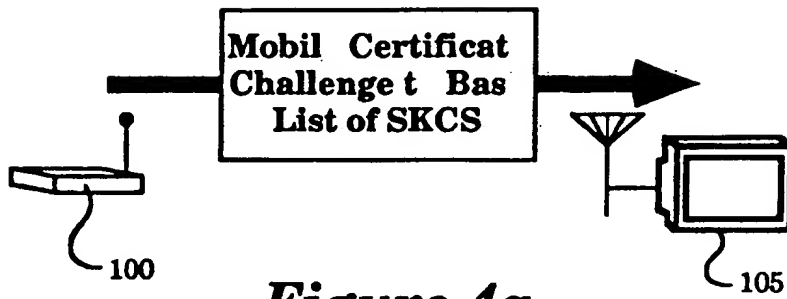 Mobil Certificat
Challenge t Bas
List of SKCS
100
105
Figure 4a